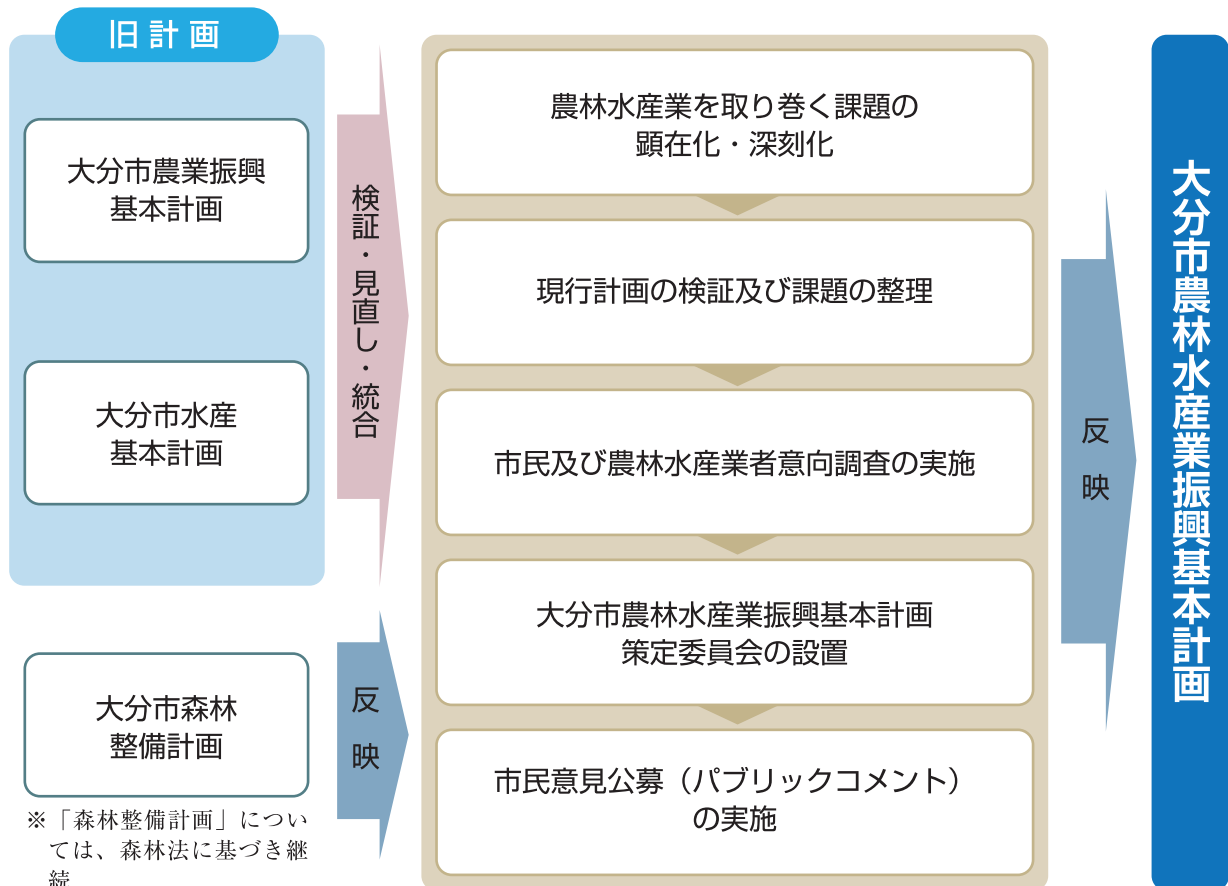 旧計画
大分市農業振興
基本計画
大分市水産
基本計画
検証・見直し・統合
大分市森林
整備計画
※「森林整備計画」につい
ては、森林法に基づき継
続
反映
農林水産業を取り巻く課題の
顕在化・深刻化
現行計画の検証及び課題の整理
市民及び農林水産業者意向調査の実施
大分市農林水産業振興基本計画
策定委員会の設置
市民意見公募（パブリックコメント）
の実施
反映
大分市農林水産業振興基本計画